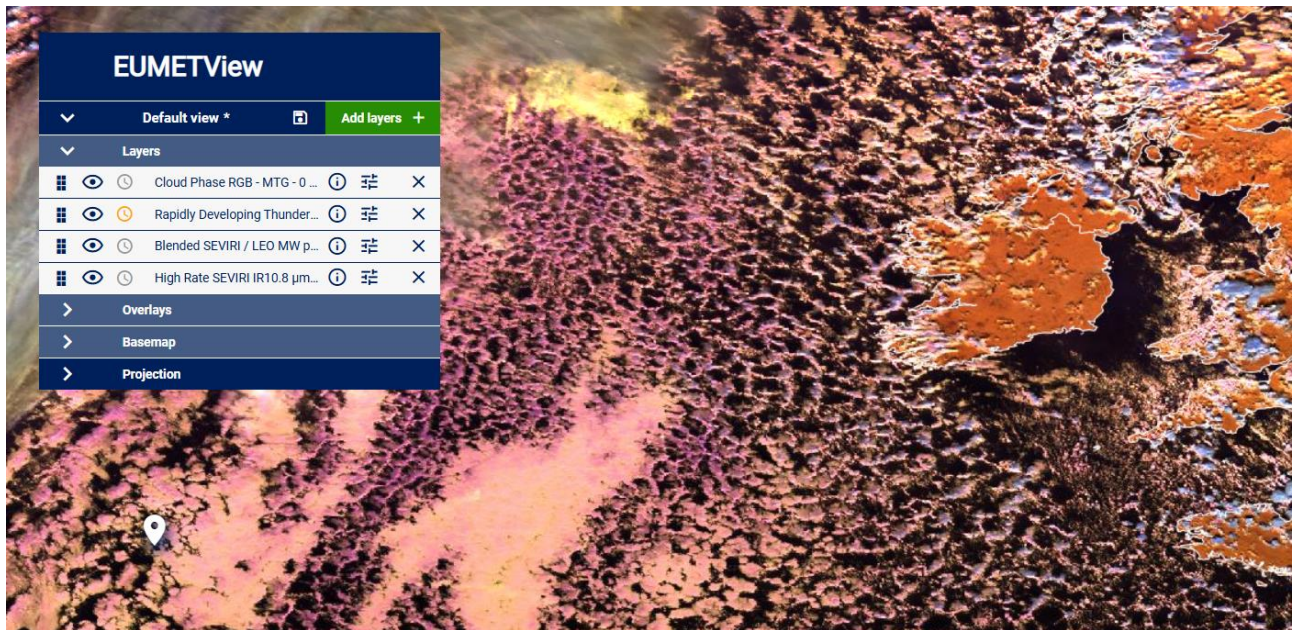 EUMETView
Default view *
Add layers +
Layers
Cloud Phase RGB - MTG - 0 ...
Rapidly Developing Thunder...
Blended SEVIRI / LEO MW p...
High Rate SEVIRI IR10.8 µm...
Overlays
Basemap
Projection